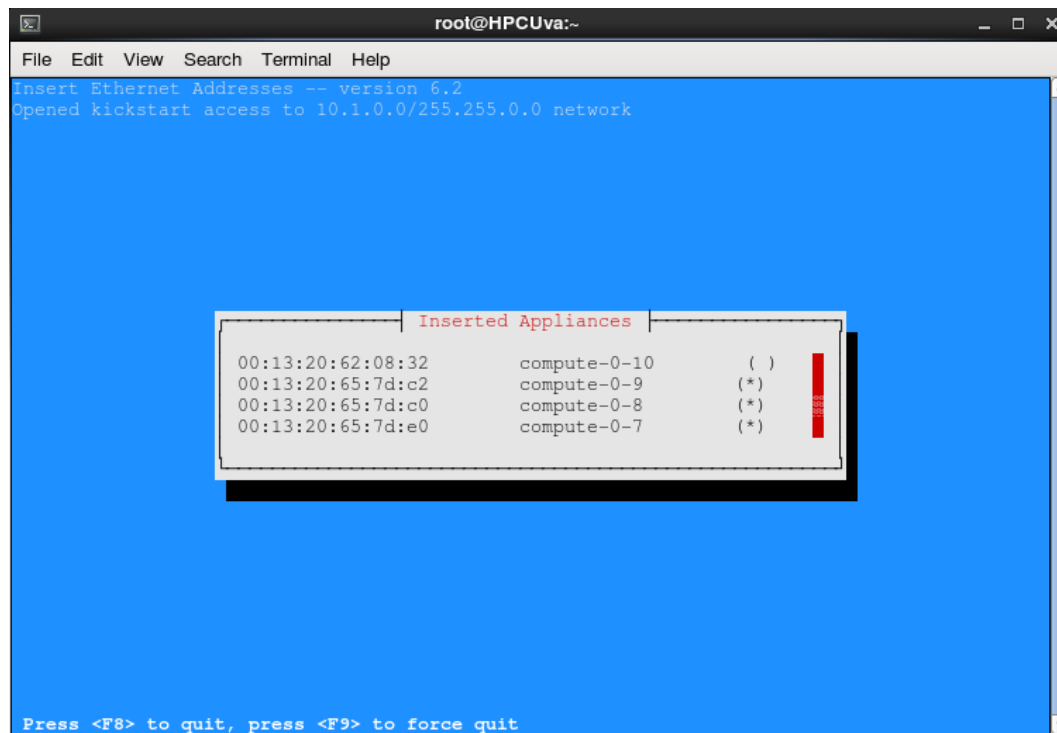 root@HPCUva:~
File Edit View Search Terminal Help
Insert Ethernet Addresses -- version 6.2
Opened kickstart access to 10.1.0.0/255.255.0.0 network
Inserted Appliances
00:13:20:62:08:32 compute-0-10 ( )
00:13:20:65:7d:c2 compute-0-9 (*)
00:13:20:65:7d:c0 compute-0-8 (*)
00:13:20:65:7d:e0 compute-0-7 (*)
Press <F8> to quit, press <F9> to force quit